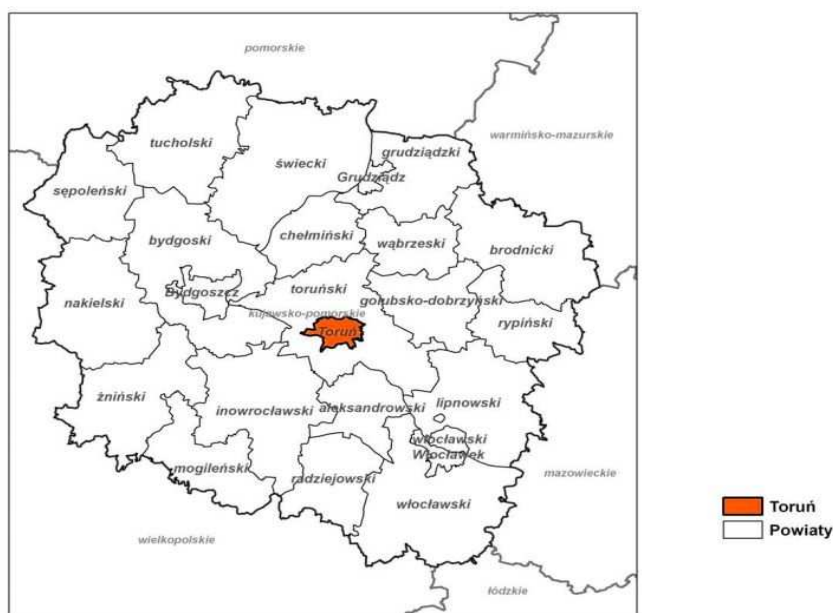 pomorskie
warmińsko-mazurskie
tucholski
świecki
grudziądzki
Grudziądz
sępoleński
bydgoski
chełmiński
wąbrzeski
brodnicki
nakielski
Bydgoszcz
toruński
golubsko-dobrzyński
kujawsko-pomorskie
rypiński
Toruń
żniński
inowrocławski
aleksandrowski
lipnowski
włocławski
Włocławek
mogileński
radziejowski
włocławski
mazowieckie
wielkopolskie
łódzkie
Toruń
Powiaty